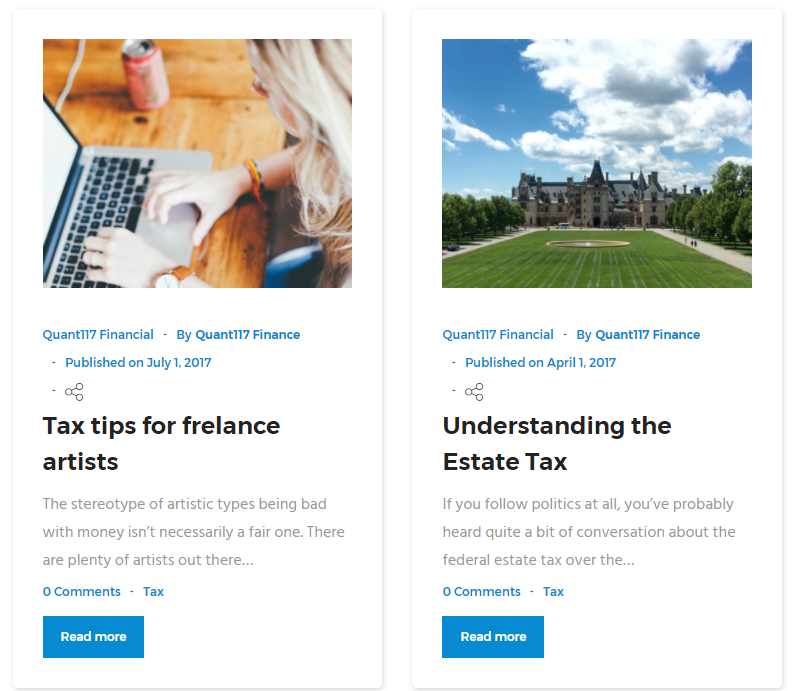 Quant117 Financial - By Quant117 Finance
- Published on July 1, 2017
-
Tax tips for frelance
artists
The stereotype of artistic types being bad
with money isn’t necessarily a fair one. There
are plenty of artists out there...
0 Comments - Tax
Read more
Quant117 Financial - By Quant117 Finance
- Published on April 1, 2017
-
Understanding the
Estate Tax
If you follow politics at all, you’ve probably
heard quite a bit of conversation about the
federal estate tax over the...
0 Comments - Tax
Read more